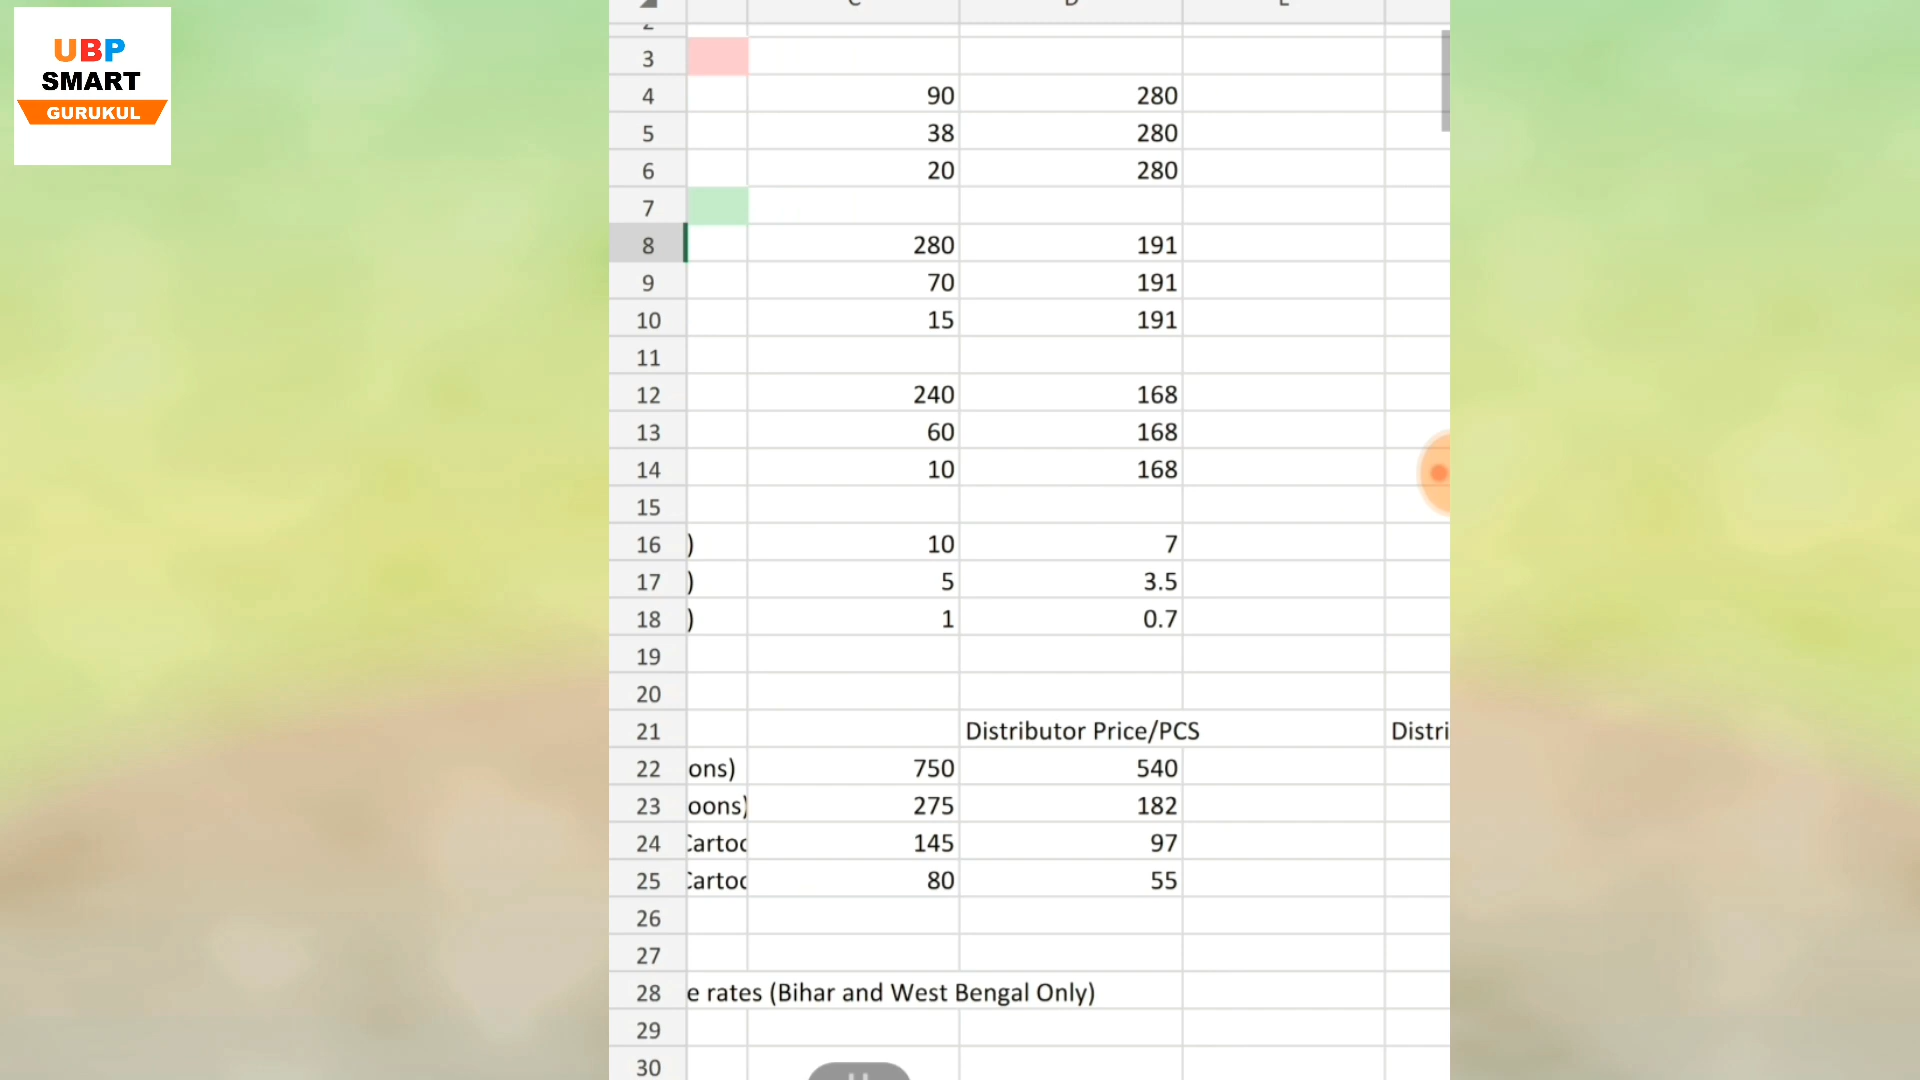 UBP
SMART
GURUKUL
C D E
2
3
4 90 280
5 38 280
6 20 280
7
8 280 191
9 70 191
10 15 191
11
12 240 168
13 60 168
14 10 168
15
16 ) 10 7
17 ) 5 3.5
18 ) 1 0.7
19
20
21 Distributor Price/PCS Distri
22 ons) 750 540
23 oons) 275 182
24 Cartoo 145 97
25 Cartoo 80 55
26
27
28 e rates (Bihar and West Bengal Only)
29
30